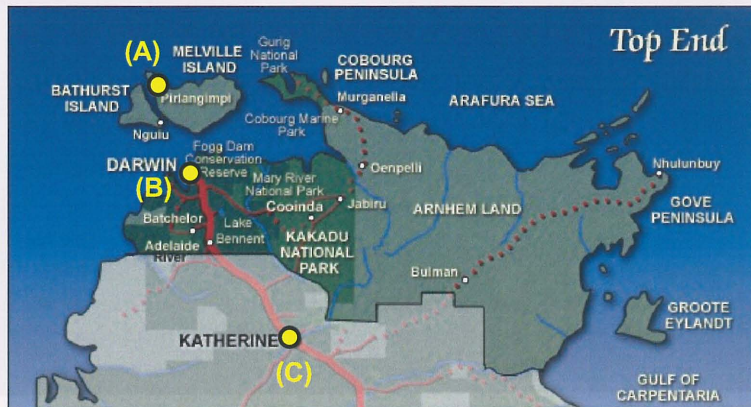 Top End
(A)
MELVILLE
ISLAND
BATHURST
ISLAND
Pirlangimpi
Nguiu
Gurig
National
Park
COBOURG
PENINSULA
Murganella
ARAFURA SEA
Cobourg Marine
Park
DARWIN
(B)
Fogg Dam
Conservation
Reserve
Mary River
National Park
Oenpelli
Nhulunbuy
Cooinda
Jabiru
ARNHEM LAND
GOVE
PENINSULA
Batchelor
Lake
Bennent
KAKADU
NATIONAL
PARK
Adelaide
River
Bulman
GROOTE
EYLANDT
KATHERINE
(C)
GULF OF
CARPENTARIA